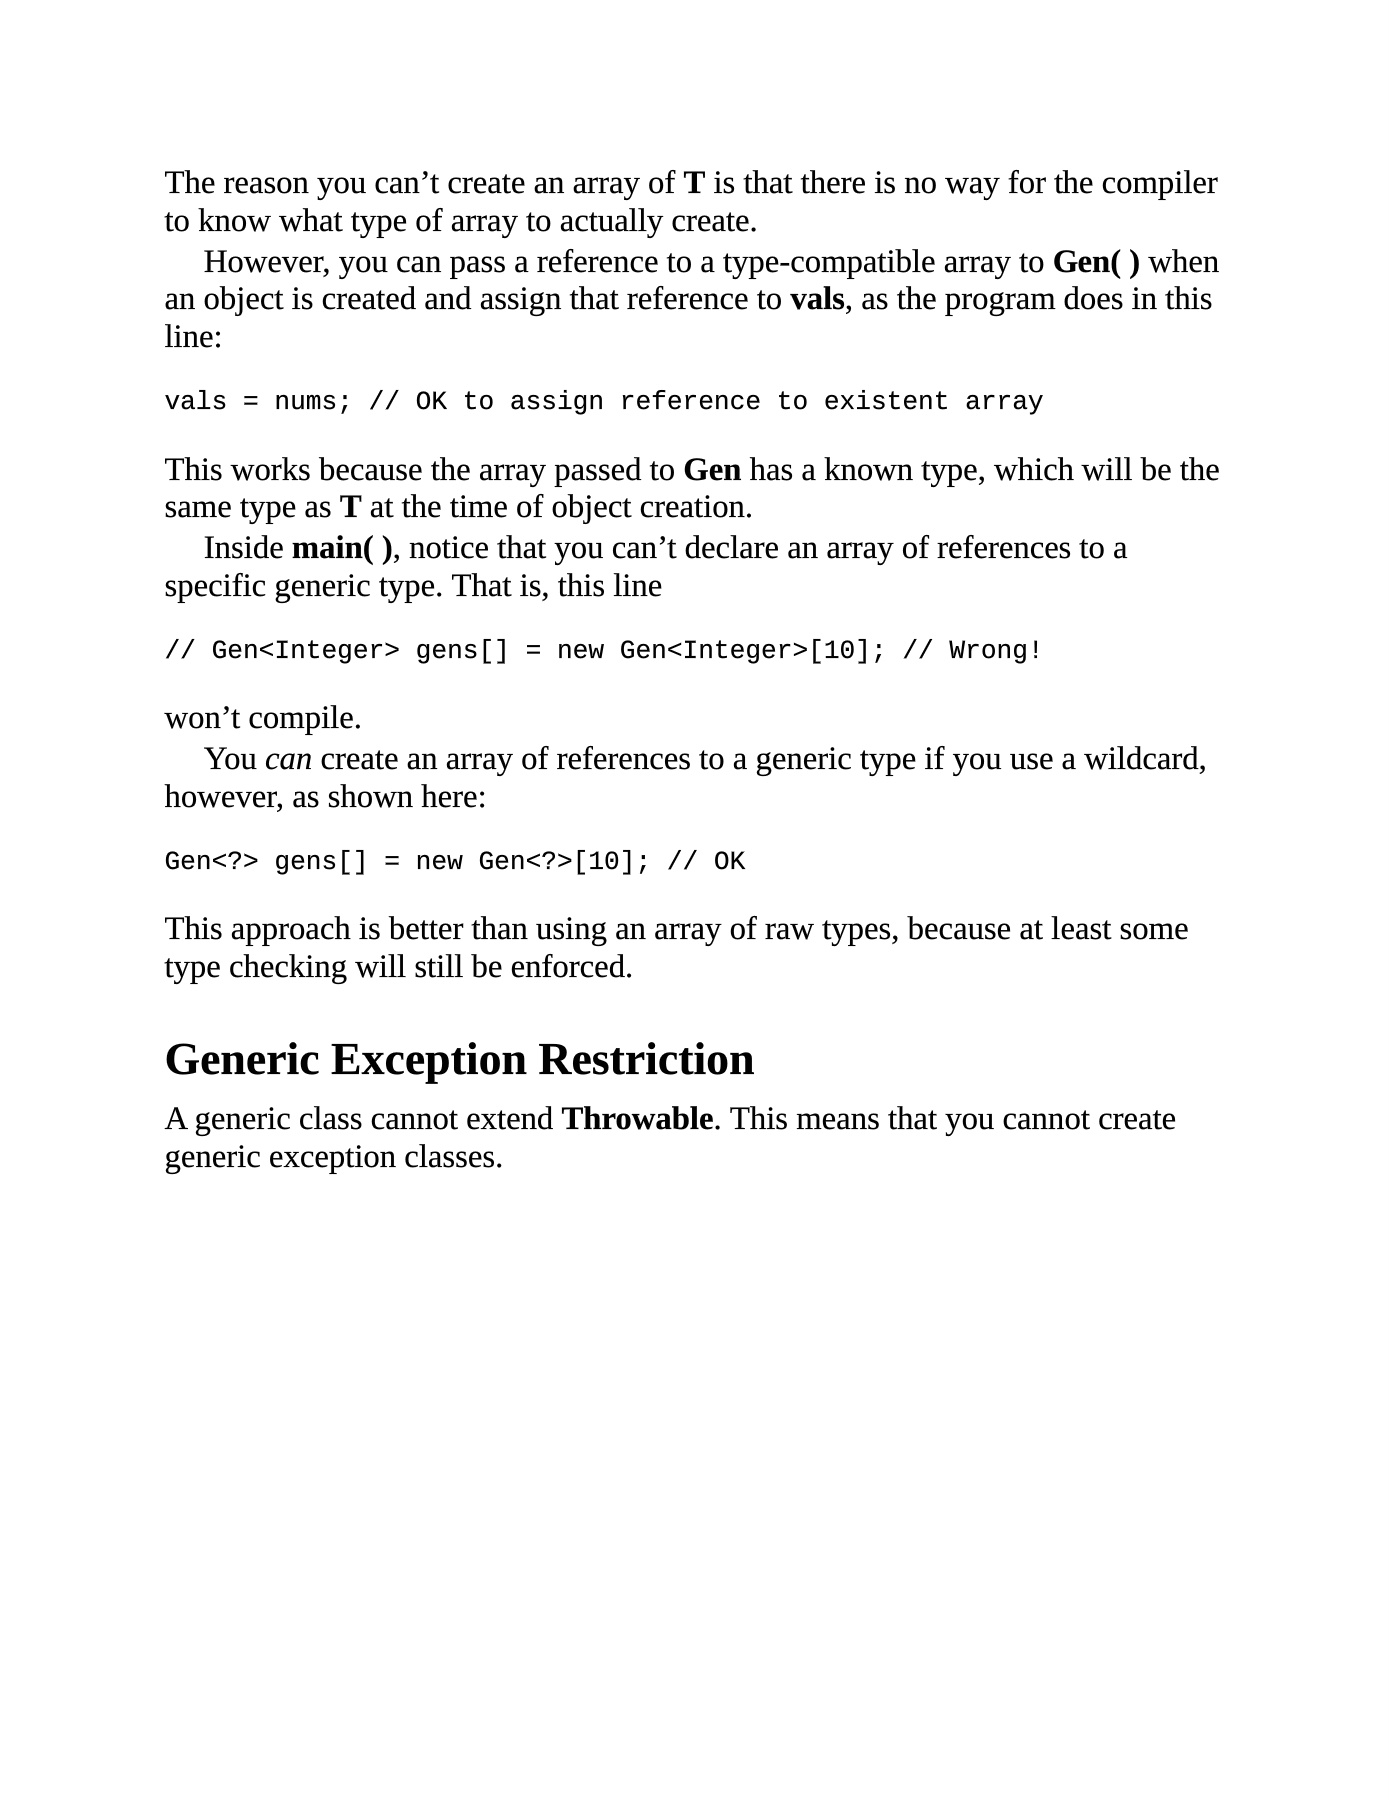 The reason you can’t create an array of T is that there is no way for the compiler
to know what type of array to actually create.
However, you can pass a reference to a type-compatible array to Gen( ) when
an object is created and assign that reference to vals, as the program does in this
line:
vals = nums; // OK to assign reference to existent array
This works because the array passed to Gen has a known type, which will be the
same type as T at the time of object creation.
Inside main( ), notice that you can’t declare an array of references to a
specific generic type. That is, this line
// Gen<Integer> gens[] = new Gen<Integer>[10]; // Wrong!
won’t compile.
You can create an array of references to a generic type if you use a wildcard,
however, as shown here:
Gen<?> gens[] = new Gen<?>[10]; // OK
This approach is better than using an array of raw types, because at least some
type checking will still be enforced.
Generic Exception Restriction
A generic class cannot extend Throwable. This means that you cannot create
generic exception classes.